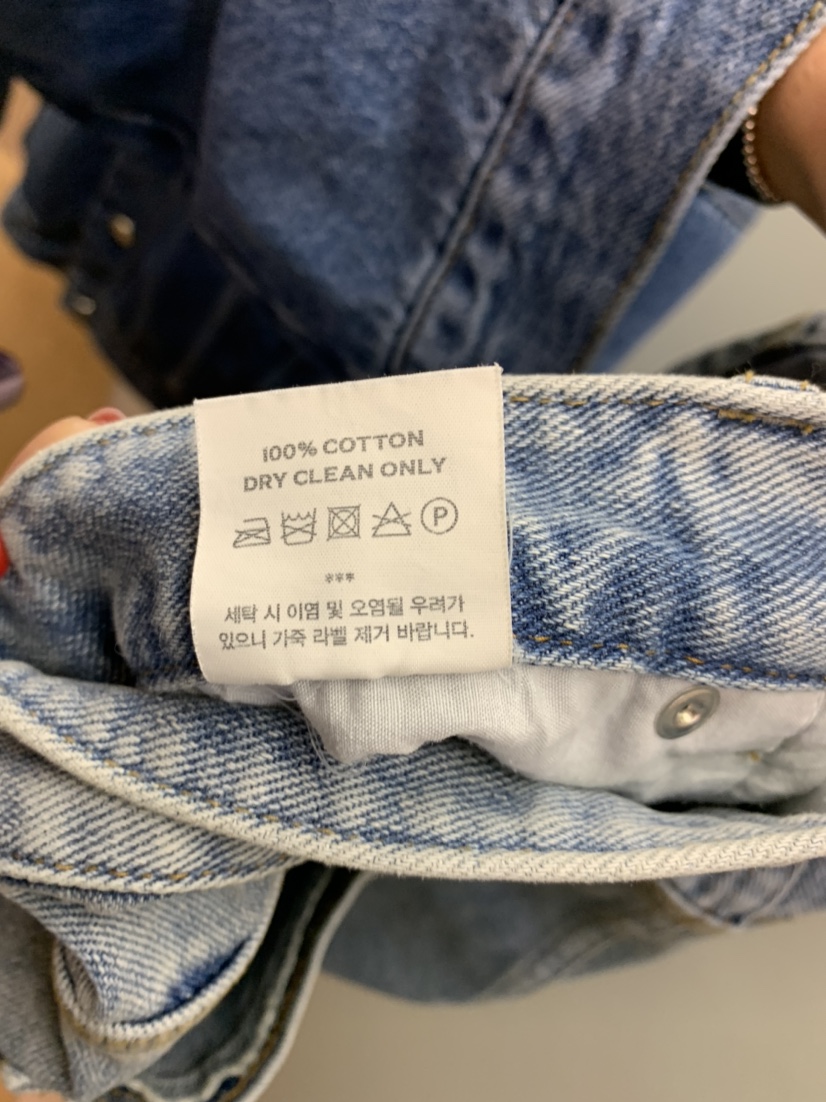 100% COTTON
DRY CLEAN ONLY
P
***
세탁 시 이염 및 오염될 우려가
있으니 가죽 라벨 제거 바랍니다.